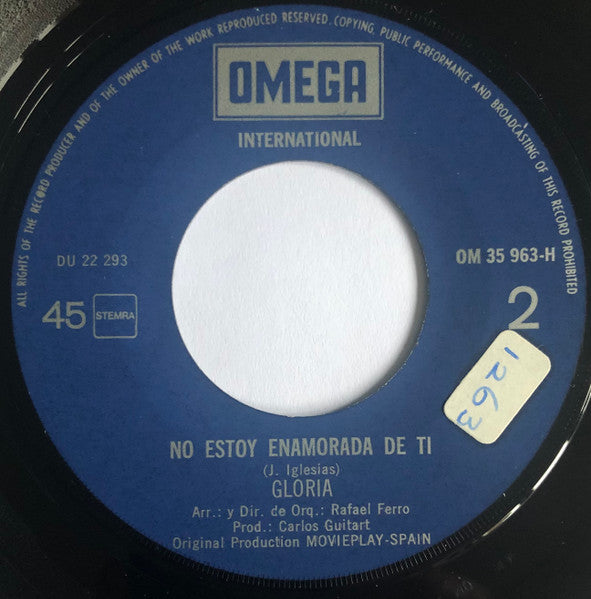 ALL RIGHTS OF THE RECORD PRODUCER AND OF THE OWNER OF THE WORK REPRODUCED RESERVED. COPYING, PUBLIC PERFORMANCE AND BROADCASTING OF THIS RECORD PROHIBITED
OMEGA
INTERNATIONAL
DU 22 293
OM 35 963-H
45 STEMRA
2
1263
NO ESTOY ENAMORADA DE TI
(J. Iglesias)
GLORIA
Arr.: y Dir. de Orq.: Rafael Ferro
Prod.: Carlos Guitart
Original Production MOVIEPLAY-SPAIN